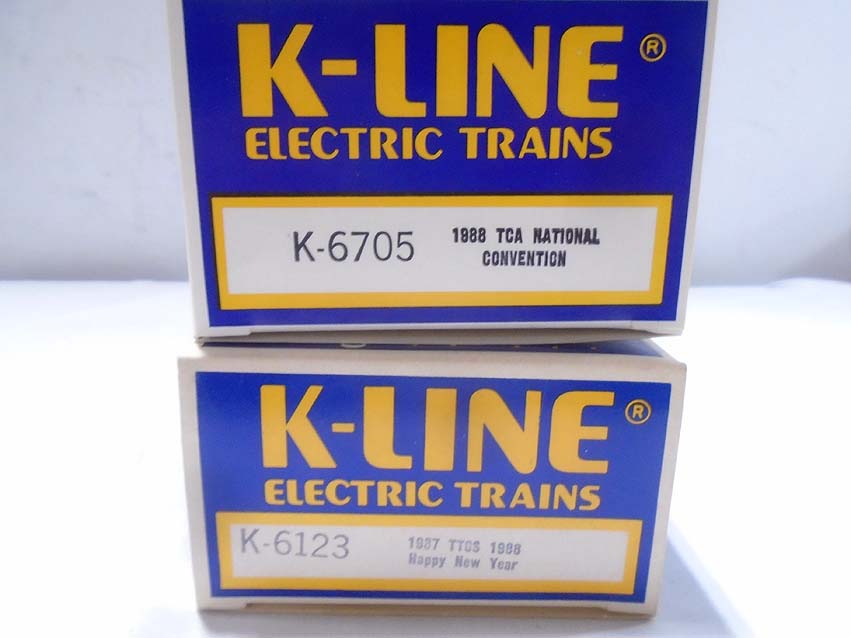 K-LINE®
ELECTRIC TRAINS
K-6705 1988 TCA NATIONAL
CONVENTION
K-LINE®
ELECTRIC TRAINS
K-6123 1987 TTOS 1988
Happy New Year